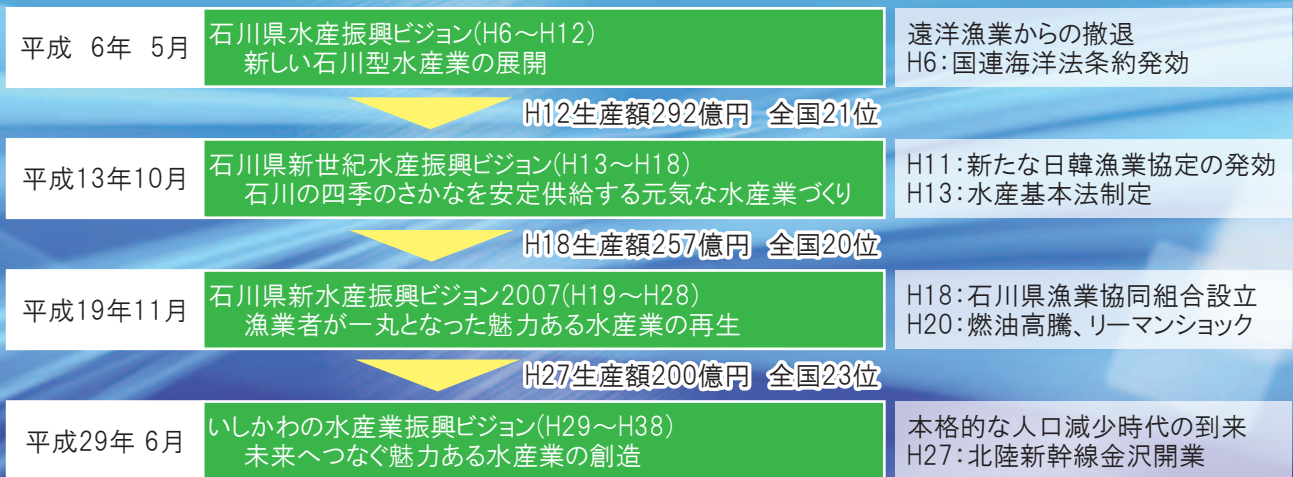 平成 6年 5月
石川県水産振興ビジョン(H6～H12)
新しい石川型水産業の展開
遠洋漁業からの撤退
H6：国連海洋法条約発効
H12生産額292億円 全国21位
平成13年10月
石川県新世紀水産振興ビジョン(H13～H18)
石川の四季のさかなを安定供給する元気な水産業づくり
H11：新たな日韓漁業協定の発効
H13：水産基本法制定
H18生産額257億円 全国20位
平成19年11月
石川県新水産振興ビジョン2007(H19～H28)
漁業者が一丸となった魅力ある水産業の再生
H18：石川県漁業協同組合設立
H20：燃油高騰、リーマンショック
H27生産額200億円 全国23位
平成29年 6月
いしかわの水産業振興ビジョン(H29～H38)
未来へつなぐ魅力ある水産業の創造
本格的な人口減少時代の到来
H27：北陸新幹線金沢開業